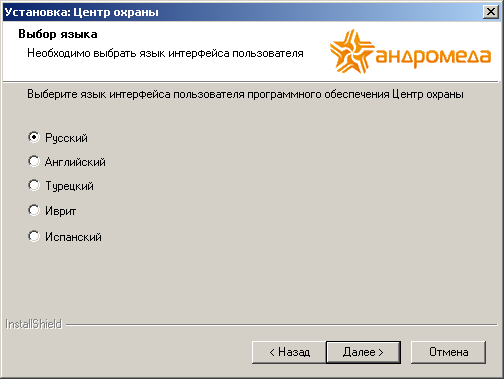 Установка: Центр охраны
Выбор языка
Необходимо выбрать язык интерфейса пользователя
андромеда
Выберите язык интерфейса пользователя программного обеспечения Центр охраны
Русский
Английский
Турецкий
Иврит
Испанский
InstallShield
< Назад
Далее >
Отмена